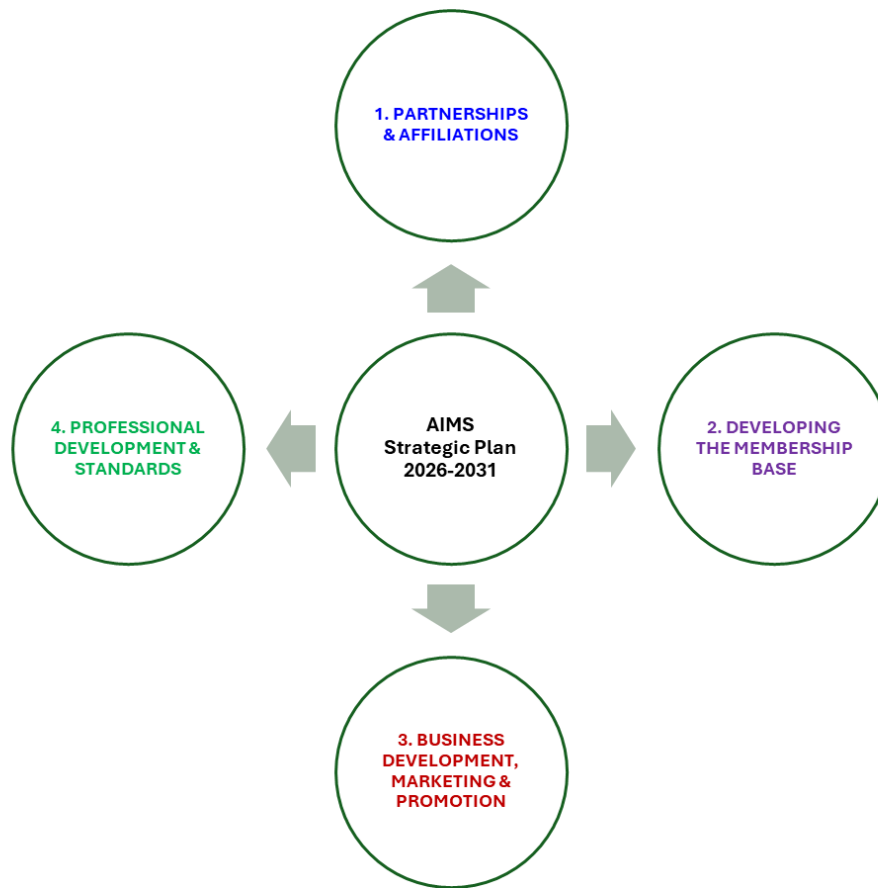 1. PARTNERSHIPS
& AFFILIATIONS
4. PROFESSIONAL
DEVELOPMENT &
STANDARDS
AIMS
Strategic Plan
2026-2031
2. DEVELOPING
THE MEMBERSHIP
BASE
3. BUSINESS
DEVELOPMENT,
MARKETING &
PROMOTION